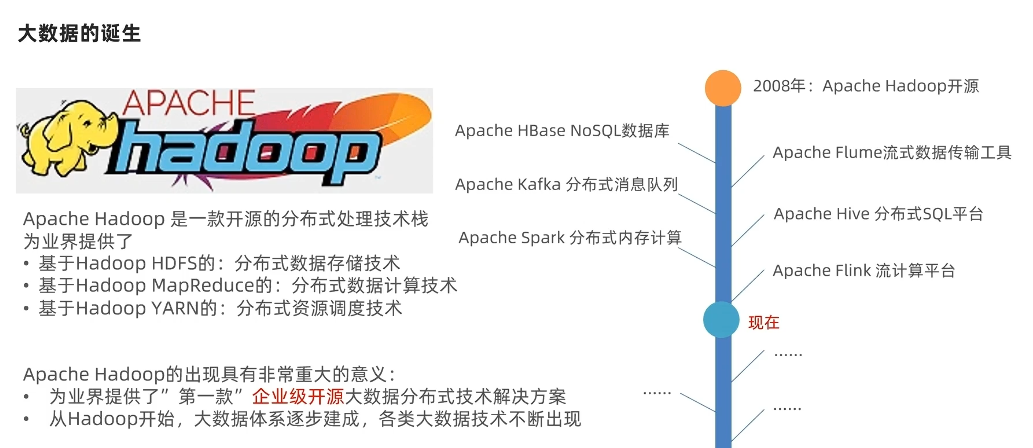 大数据的诞生
APACHE
hadoop
Apache Hadoop 是一款开源的分布式处理技术栈
为业界提供了
• 基于Hadoop HDFS的：分布式数据存储技术
• 基于Hadoop MapReduce的：分布式数据计算技术
• 基于Hadoop YARN的：分布式资源调度技术
Apache Hadoop的出现具有非常重大的意义：
• 为业界提供了”第一款”企业级开源大数据分布式技术解决方案
• 从Hadoop开始，大数据体系逐步建成，各类大数据技术不断出现
2008年：Apache Hadoop开源
Apache HBase NoSQL数据库
Apache Flume流式数据传输工具
Apache Kafka 分布式消息队列
Apache Hive 分布式SQL平台
Apache Spark 分布式内存计算
Apache Flink 流计算平台
现在
……
……
……